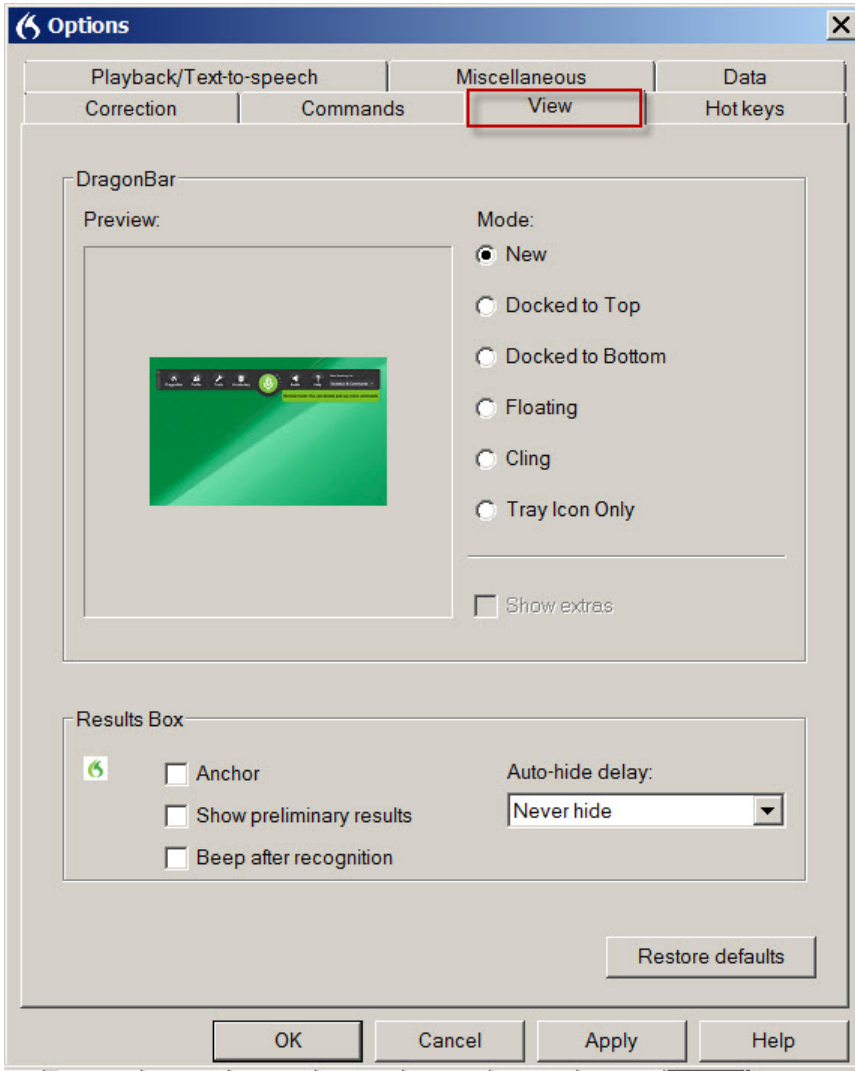 Options
Playback/Text-to-speech Miscellaneous Data
Correction Commands View Hot keys
DragonBar
Preview:
Mode:
New
Docked to Top
Docked to Bottom
Floating
Cling
Tray Icon Only
Show extras
Results Box
Anchor
Show preliminary results
Beep after recognition
Auto-hide delay:
Never hide
Restore defaults
OK Cancel Apply Help